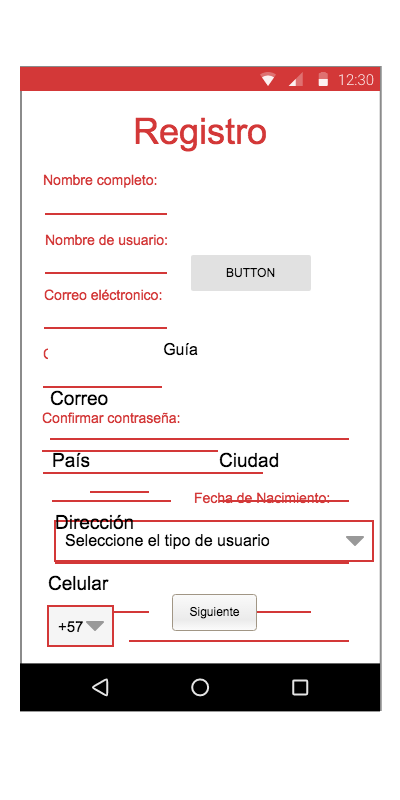 12:30
Registro
Nombre completo:
Nombre de usuario:
BUTTON
Correo eléctronico:
Guía
Correo
Confirmar contraseña:
País
Ciudad
Fecha de Nacimiento:
Dirección
Seleccione el tipo de usuario
Celular
+57
Siguiente